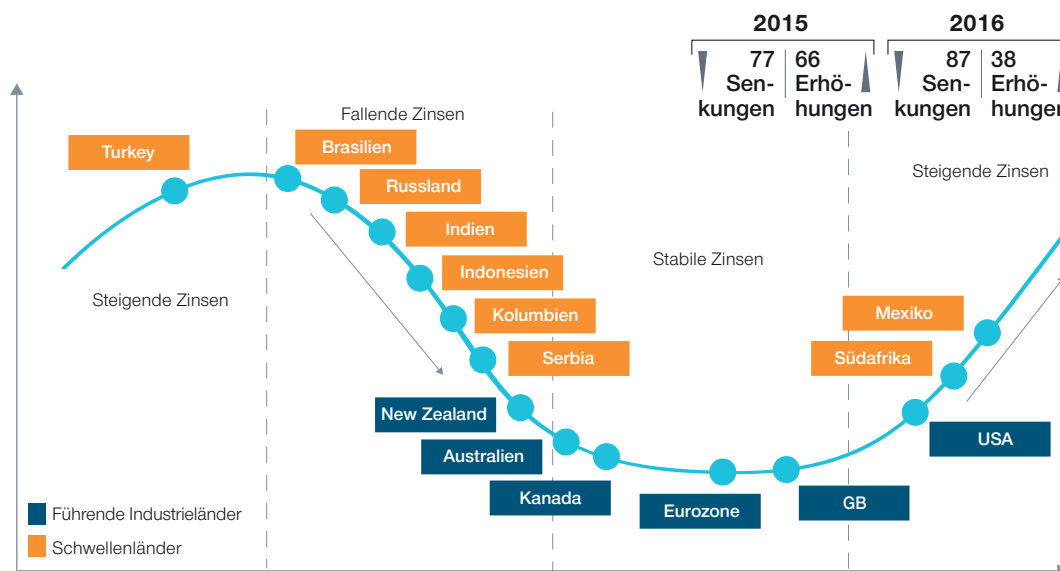 2015
2016
77
Sen-
kungen
66
Erhö-
hungen
87
Sen-
kungen
38
Erhö-
hungen
Fallende Zinsen
Turkey
Brasilien
Russland
Indien
Indonesien
Kolumbien
Serbia
Steigende Zinsen
Stabile Zinsen
Steigende Zinsen
Mexiko
Südafrika
New Zealand
Australien
Kanada
Eurozone
GB
USA
Führende Industrieländer
Schwellenländer